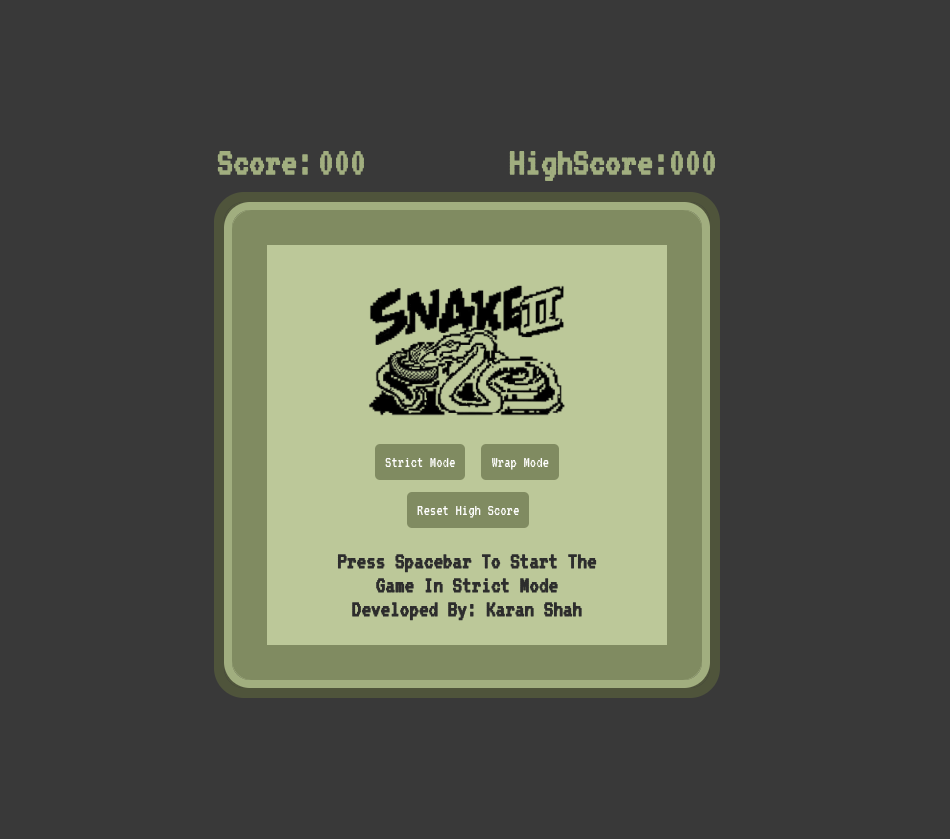 Score: 000
HighScore:000
SNAKE II
Strict Mode
Wrap Mode
Reset High Score
Press Spacebar To Start The
Game In Strict Mode
Developed By: Karan Shah